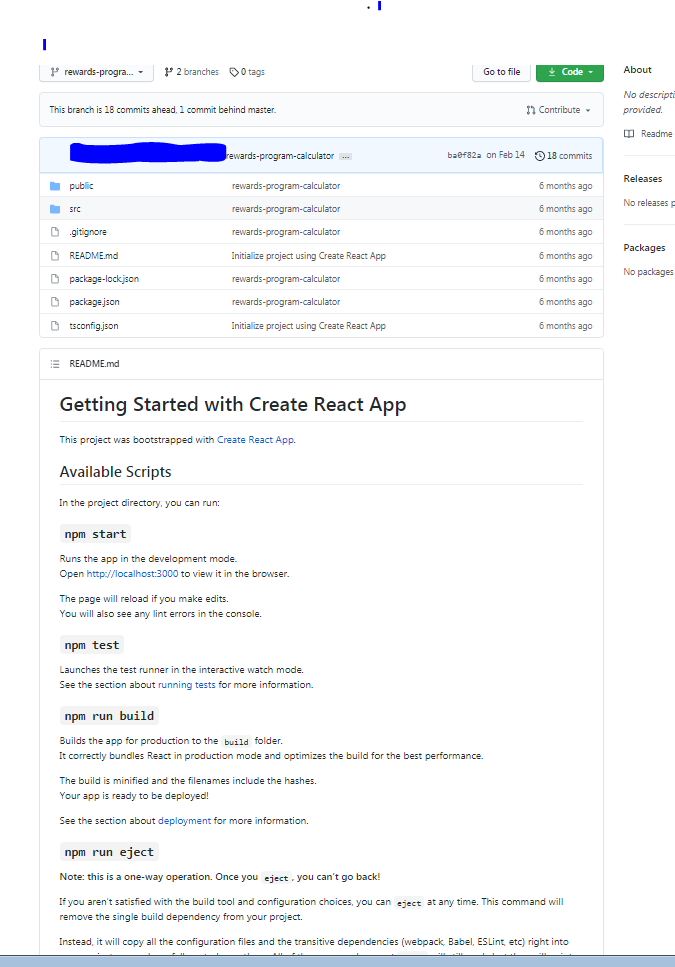 rewards-progra...
2 branches
0 tags
Go to file
Code
About
This branch is 18 commits ahead, 1 commit behind master.
Contribute
No descripti
provided.
Readme
rewards-program-calculator ...
ba0f82a on Feb 14
18 commits
public rewards-program-calculator 6 months ago
src rewards-program-calculator 6 months ago
.gitignore rewards-program-calculator 6 months ago
README.md Initialize project using Create React App 6 months ago
package-lock.json rewards-program-calculator 6 months ago
package.json rewards-program-calculator 6 months ago
tsconfig.json Initialize project using Create React App 6 months ago
Releases
No releases p
Packages
No packages
README.md
Getting Started with Create React App
This project was bootstrapped with Create React App.
Available Scripts
In the project directory, you can run:
npm start
Runs the app in the development mode.
Open http://localhost:3000 to view it in the browser.
The page will reload if you make edits.
You will also see any lint errors in the console.
npm test
Launches the test runner in the interactive watch mode.
See the section about running tests for more information.
npm run build
Builds the app for production to the build folder.
It correctly bundles React in production mode and optimizes the build for the best performance.
The build is minified and the filenames include the hashes.
Your app is ready to be deployed!
See the section about deployment for more information.
npm run eject
Note: this is a one-way operation. Once you eject, you can't go back!
If you aren't satisfied with the build tool and configuration choices, you can eject at any time. This command will
remove the single build dependency from your project.
Instead, it will copy all the configuration files and the transitive dependencies (webpack, Babel, ESLint, etc) right into